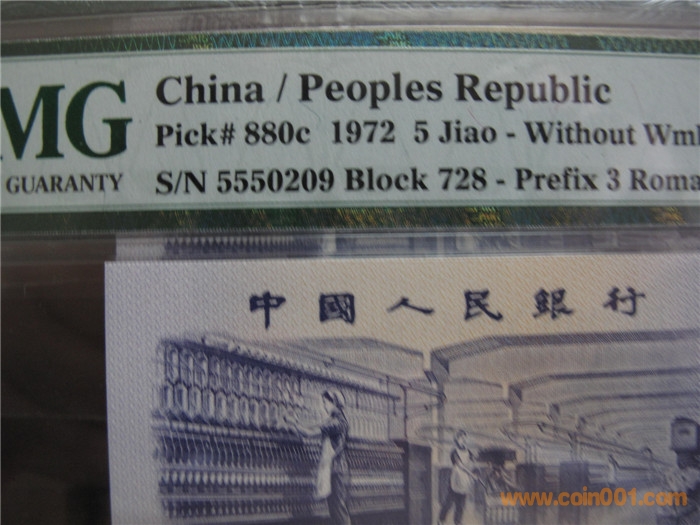 MG
GUARANTY
China / Peoples Republic
Pick# 880c 1972 5 Jiao - Without Wm
S/N 5550209 Block 728 - Prefix 3 Roma
中國人民銀行
www.coin001.com